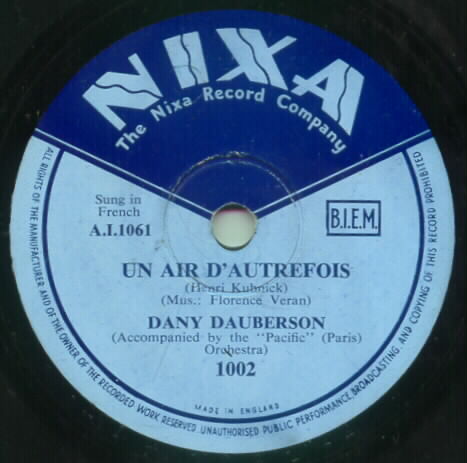 NIXA
The Nixa Record Company
Sung in
French
A.I.1061
B.I.E.M.
UN AIR D'AUTREFOIS
(Henri Kubnick)
(Mus.: Florence Veran)
DANY DAUBERSON
(Accompanied by the "Pacific" (Paris)
Orchestra)
1002
MADE IN ENGLAND
ALL RIGHTS OF THE MANUFACTURER AND OF THE OWNER OF THE RECORDED WORK RESERVED. UNAUTHORISED PUBLIC PERFORMANCE, BROADCASTING, AND COPYING OF THIS RECORD PROHIBITED